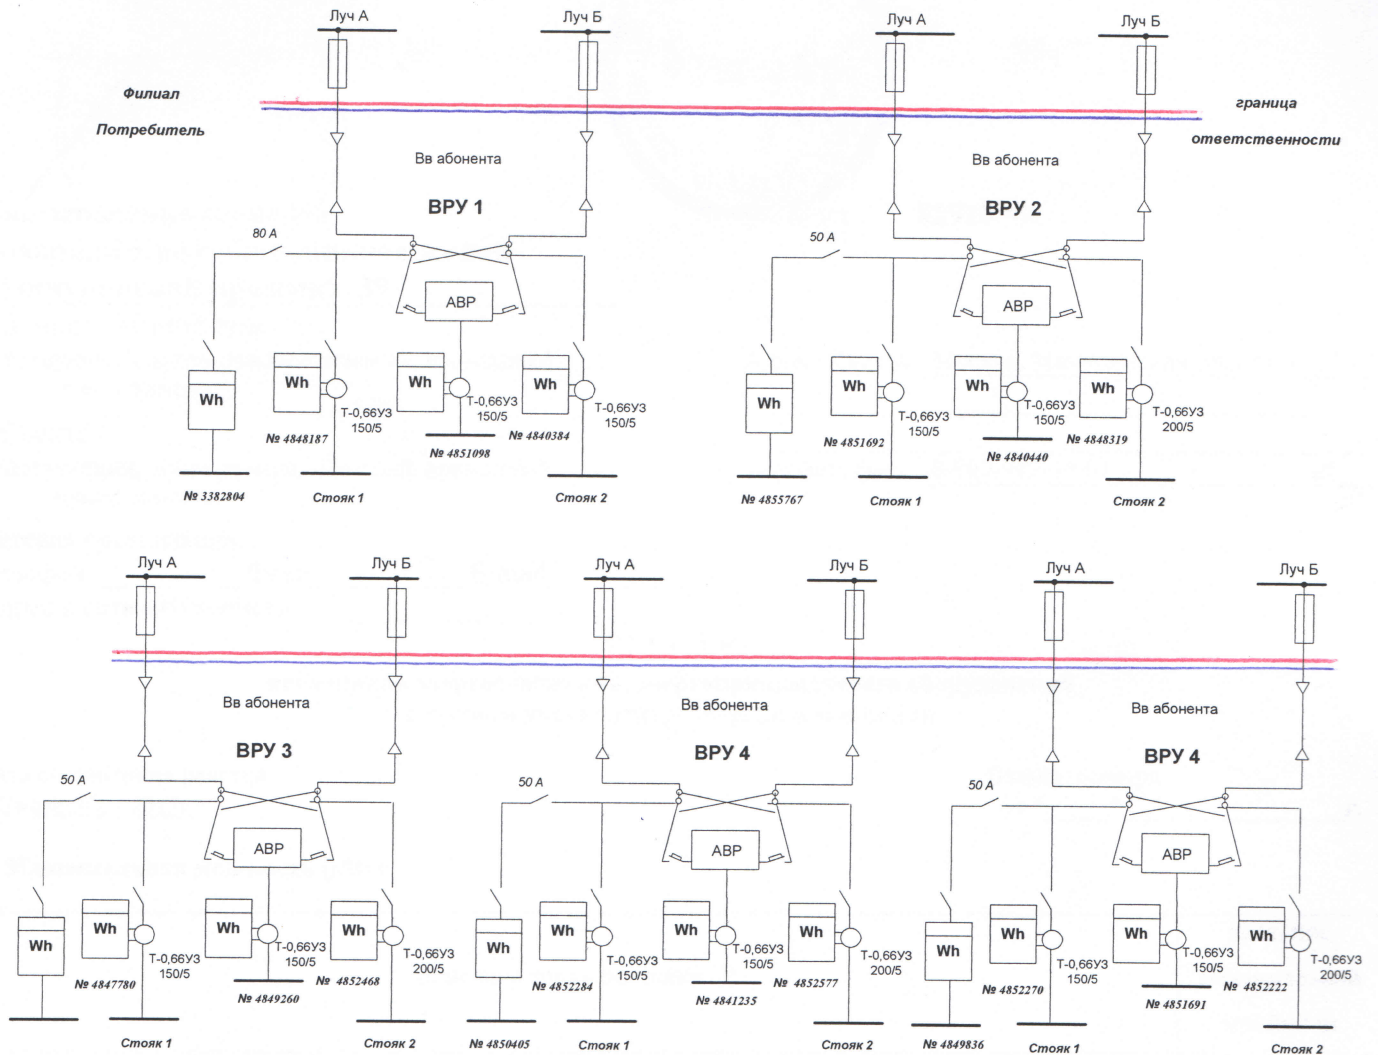 Луч А Луч Б Луч А Луч Б
Филиал
Потребитель
граница
ответственности
Вв абонента Вв абонента
ВРУ 1 ВРУ 2
80 А 50 А
АВР АВР
Wh Wh Wh Wh Wh Wh Wh Wh
Т-0,66У3 Т-0,66У3 Т-0,66У3 Т-0,66У3 Т-0,66У3 Т-0,66У3
150/5 150/5 150/5 150/5 150/5 200/5
№ 4848187 № 4851098 № 4840384 № 4851692 № 4840440 № 4848319
№ 3382804 Стояк 1 Стояк 2 № 4855767 Стояк 1 Стояк 2
Луч А Луч Б Луч А Луч Б Луч А Луч Б
Вв абонента Вв абонента Вв абонента
ВРУ 3 ВРУ 4 ВРУ 4
50 А 50 А 50 А
АВР АВР АВР
Wh Wh Wh Wh Wh Wh Wh Wh Wh Wh Wh Wh
Т-0,66У3 Т-0,66У3 Т-0,66У3 Т-0,66У3 Т-0,66У3 Т-0,66У3 Т-0,66У3 Т-0,66У3 Т-0,66У3
150/5 150/5 200/5 150/5 150/5 200/5 150/5 150/5 200/5
№ 4847780 № 4849260 № 4852468 № 4852284 № 4841235 № 4852577 № 4852270 № 4851691 № 4852222
Стояк 1 Стояк 2 № 4850405 Стояк 1 Стояк 2 № 4849836 Стояк 1 Стояк 2